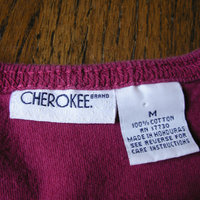 CHEROKEE. BRAND
M
100% COTTON
RN 17730
MADE IN HONDURAS
SEE REVERSE FOR
CARE INSTRUCTIONS